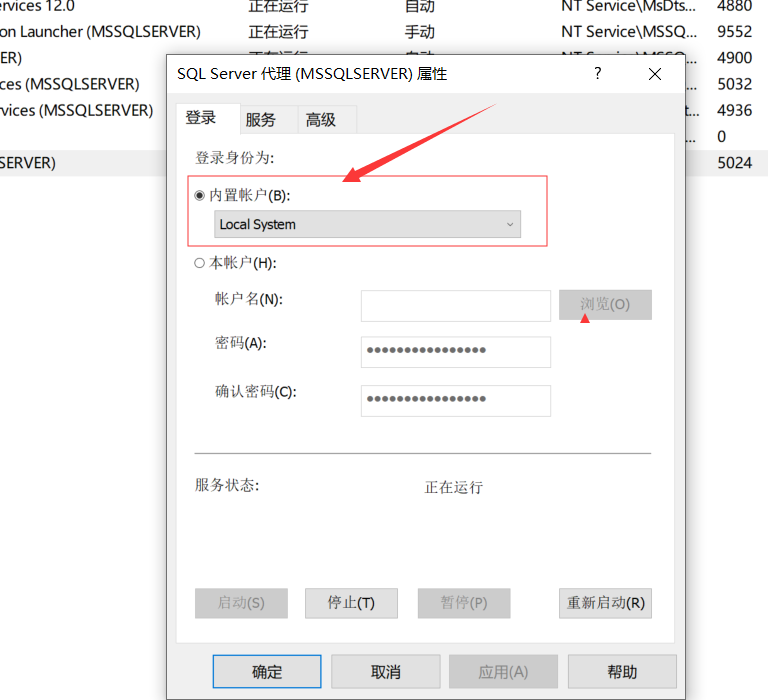 rvices 12.0 正在运行 自动 NT Service\MsDts... 4880
on Launcher (MSSQLSERVER) 正在运行 手动 NT Service\MSSQ... 9552
ER) 4900
SQL Server 代理 (MSSQLSERVER) 属性 ?
ces (MSSQLSERVER) 5032
vices (MSSQLSERVER) t... 4936
登录 服务 高级
... 0
登录身份为:
SERVER) 5024
内置帐户(B):
Local System
本帐户(H):
帐户名(N): 浏览(O)
密码(A): ●●●●●●●●●●●●●●●●
确认密码(C): ●●●●●●●●●●●●●●●●
服务状态: 正在运行
启动(S) 停止(T) 暂停(P) 重新启动(R)
确定 取消 应用(A) 帮助